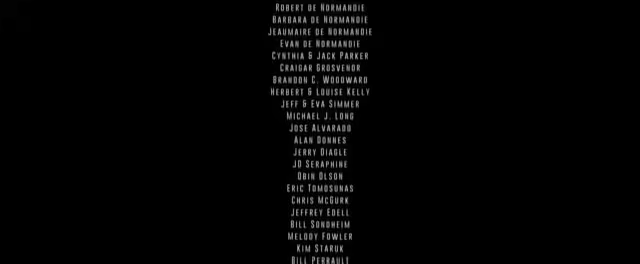 Robert de Normandie
Barbara de Normandie
Jeaumaire de Normandie
Evan de Normandie
Cynthia & Jack Parker
Craigar Grosvenor
Brandon C. Woodward
Herbert & Louise Kelly
Jeff & Eva Simmer
Michael J. Long
Jose Alvarado
Alan Donnes
Jerry Diagle
JD Seraphine
Obin Olson
Eric Tomosunas
Chris McGurk
Jeffrey Edell
Bill Sondheim
Melody Fowler
Kim Staruk
Bill Perrault